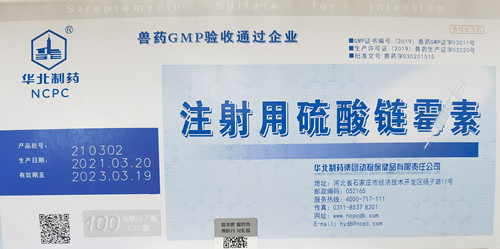 Streptomycin Sulfate for Injection
兽药GMP验收通过企业
华北制药
NCPC
■GMP证书编号:(2019)兽药GMP证字03011号
■生产许可证:(2019)兽药生产证字03020号
■批准文号:兽药字030201515
注射用硫酸链霉素
产品批号:
210302
生产日期:
2021.03.20
有效期至
2023.03.19
100
华北制药集团动物保健品有限责任公司
地址:河北省石家庄市经济技术开发区扬子路11号
邮政编码:052165
服务热线:4000-717-111
传真:0311-8537 8301
网址:www.ncpcdb.com
E-mail:hydb@ncpcdb.com